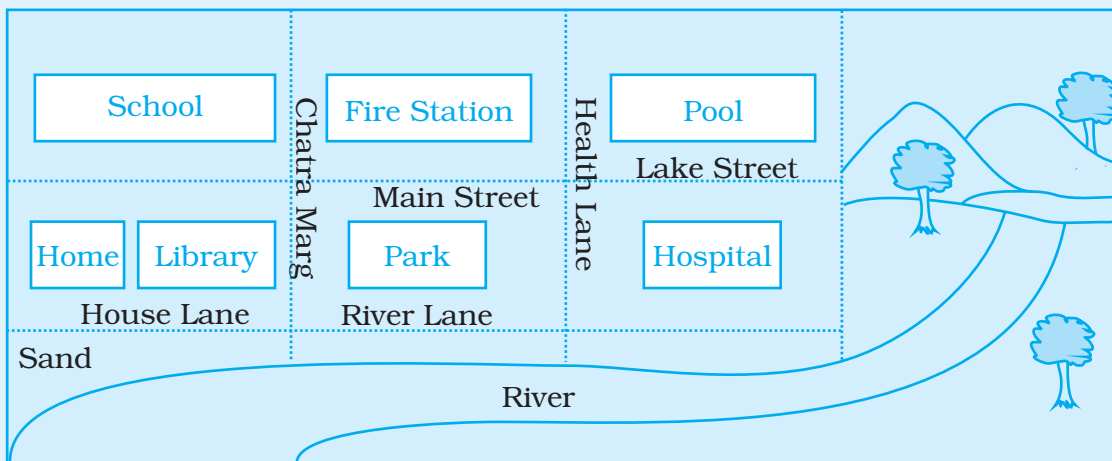 School
Chatra Marg
Fire Station
Health Lane
Pool
Lake Street
Main Street
Home
Library
Park
Hospital
House Lane
River Lane
Sand
River